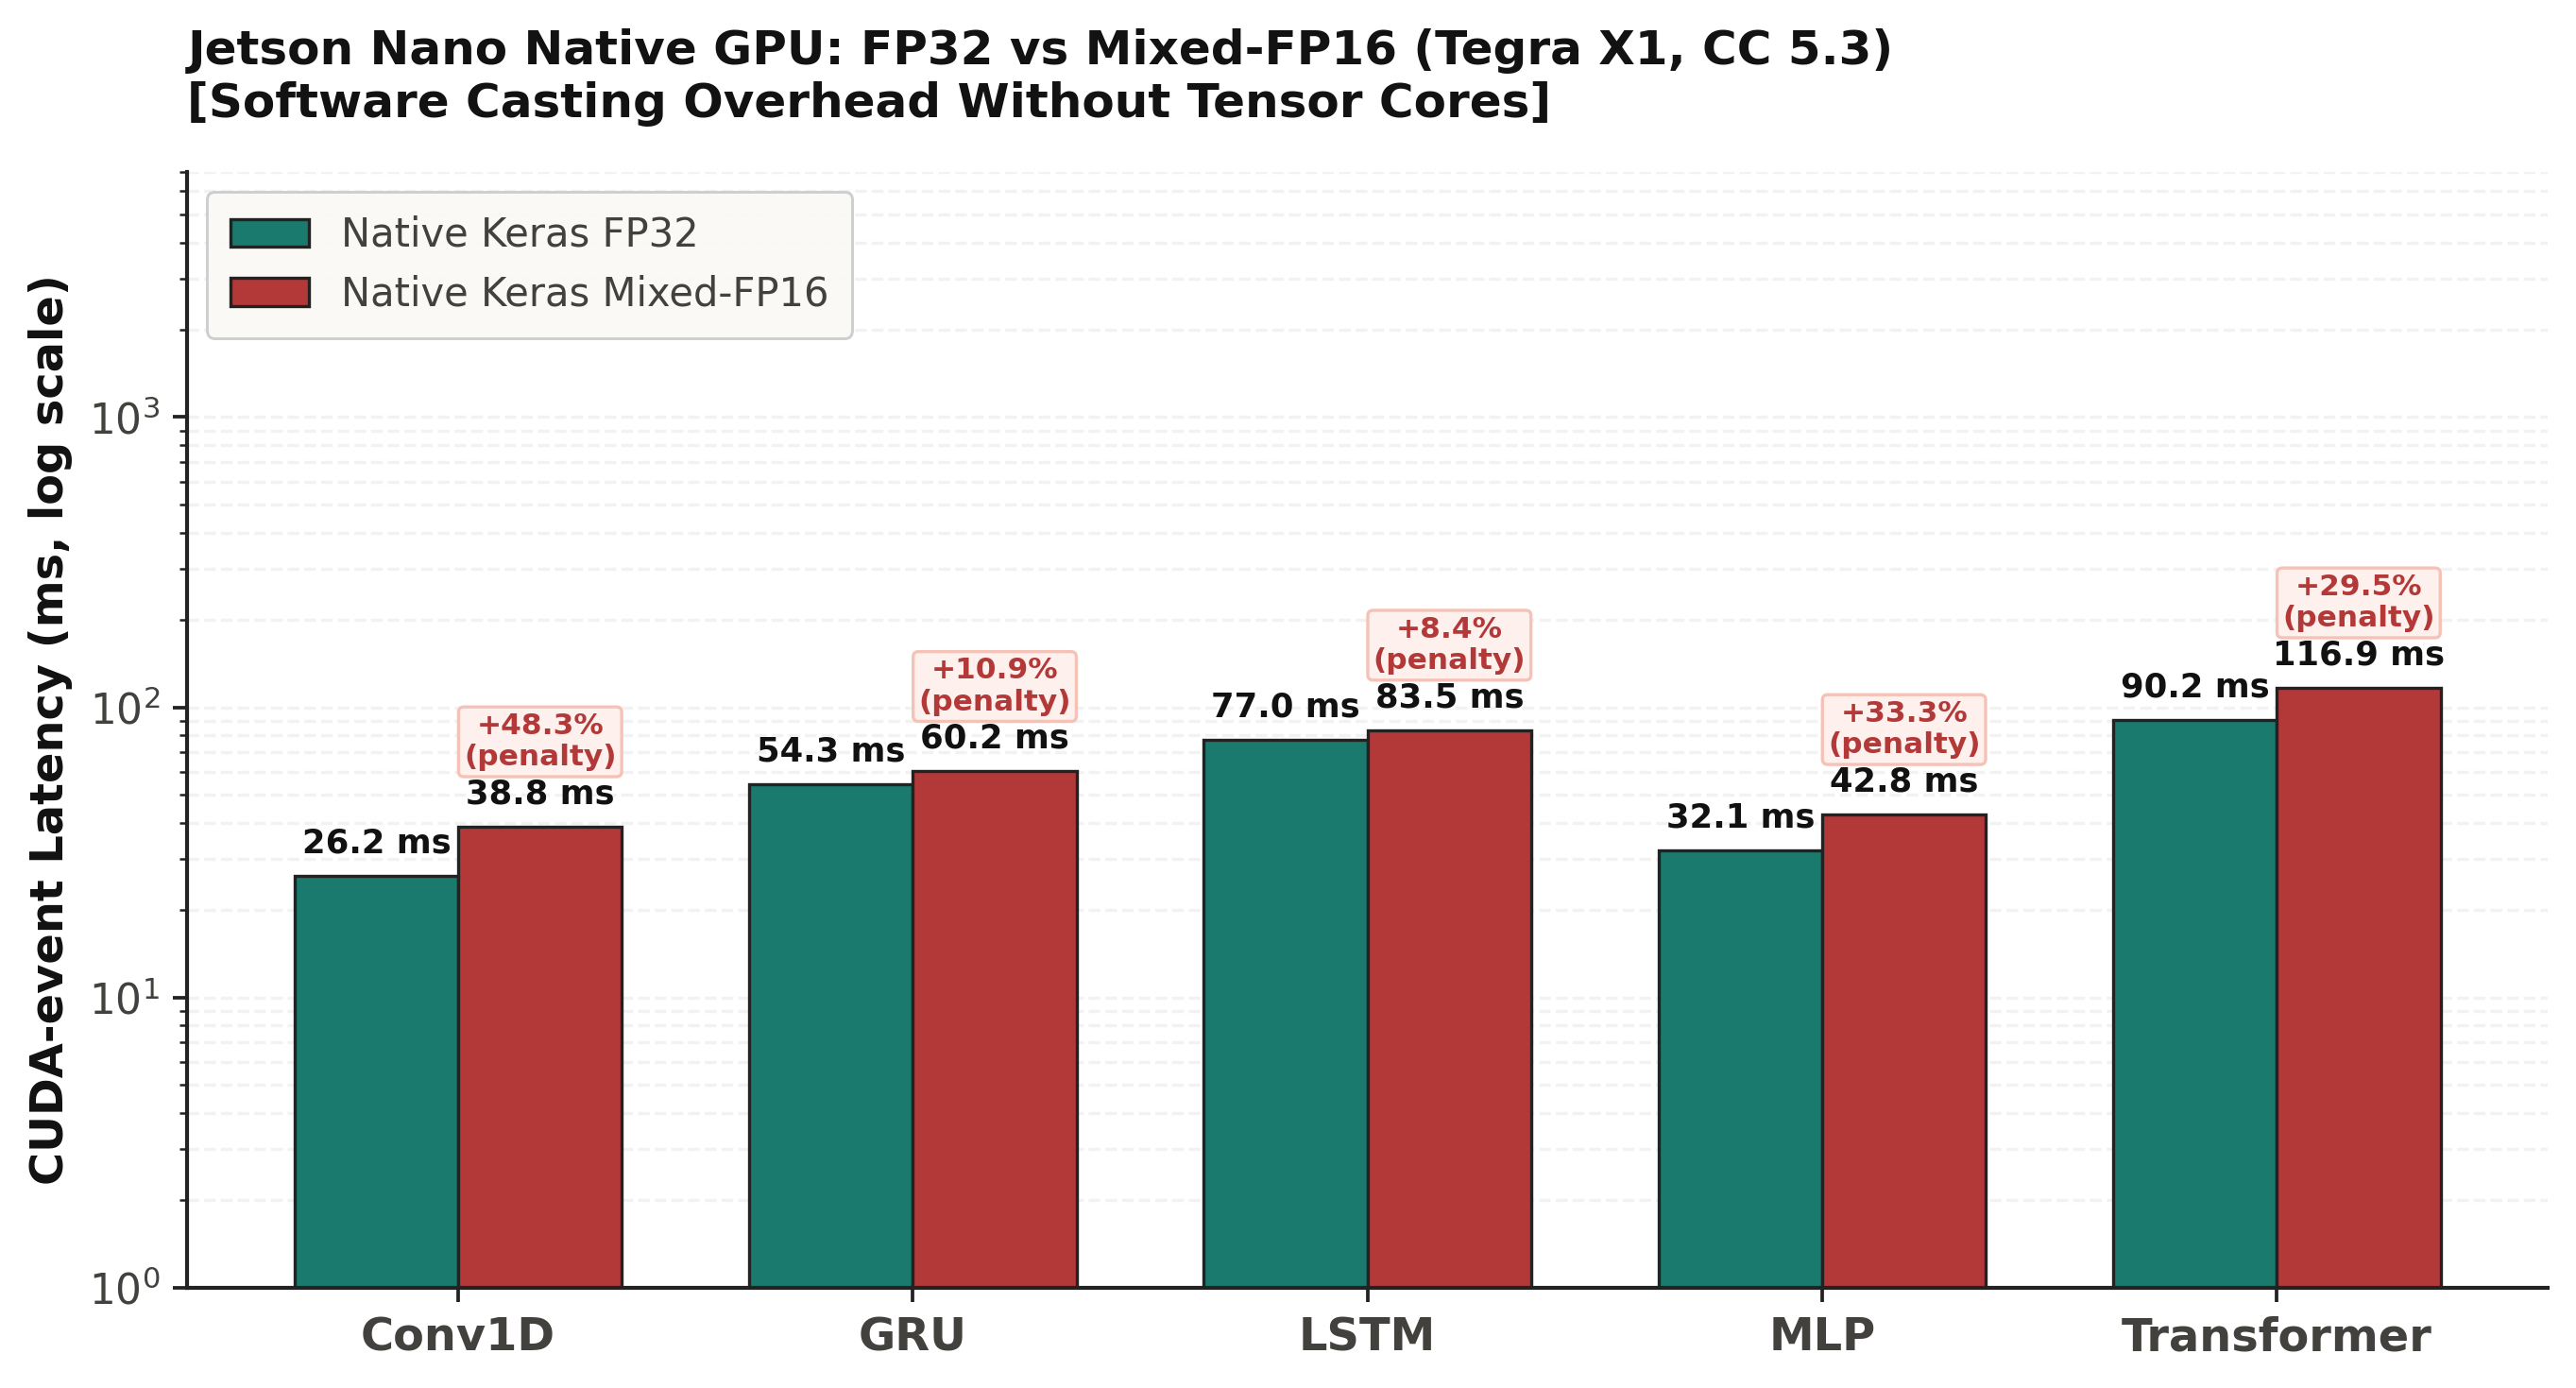 Jetson Nano Native GPU: FP32 vs Mixed-FP16 (Tegra X1, CC 5.3)
[Software Casting Overhead Without Tensor Cores]
Native Keras FP32
Native Keras Mixed-FP16
CUDA-event Latency (ms, log scale)
10³
10²
10¹
10⁰
26.2 ms
+48.3%
(penalty)
38.8 ms
54.3 ms
+10.9%
(penalty)
60.2 ms
77.0 ms
+8.4%
(penalty)
83.5 ms
32.1 ms
+33.3%
(penalty)
42.8 ms
90.2 ms
+29.5%
(penalty)
116.9 ms
Conv1D
GRU
LSTM
MLP
Transformer